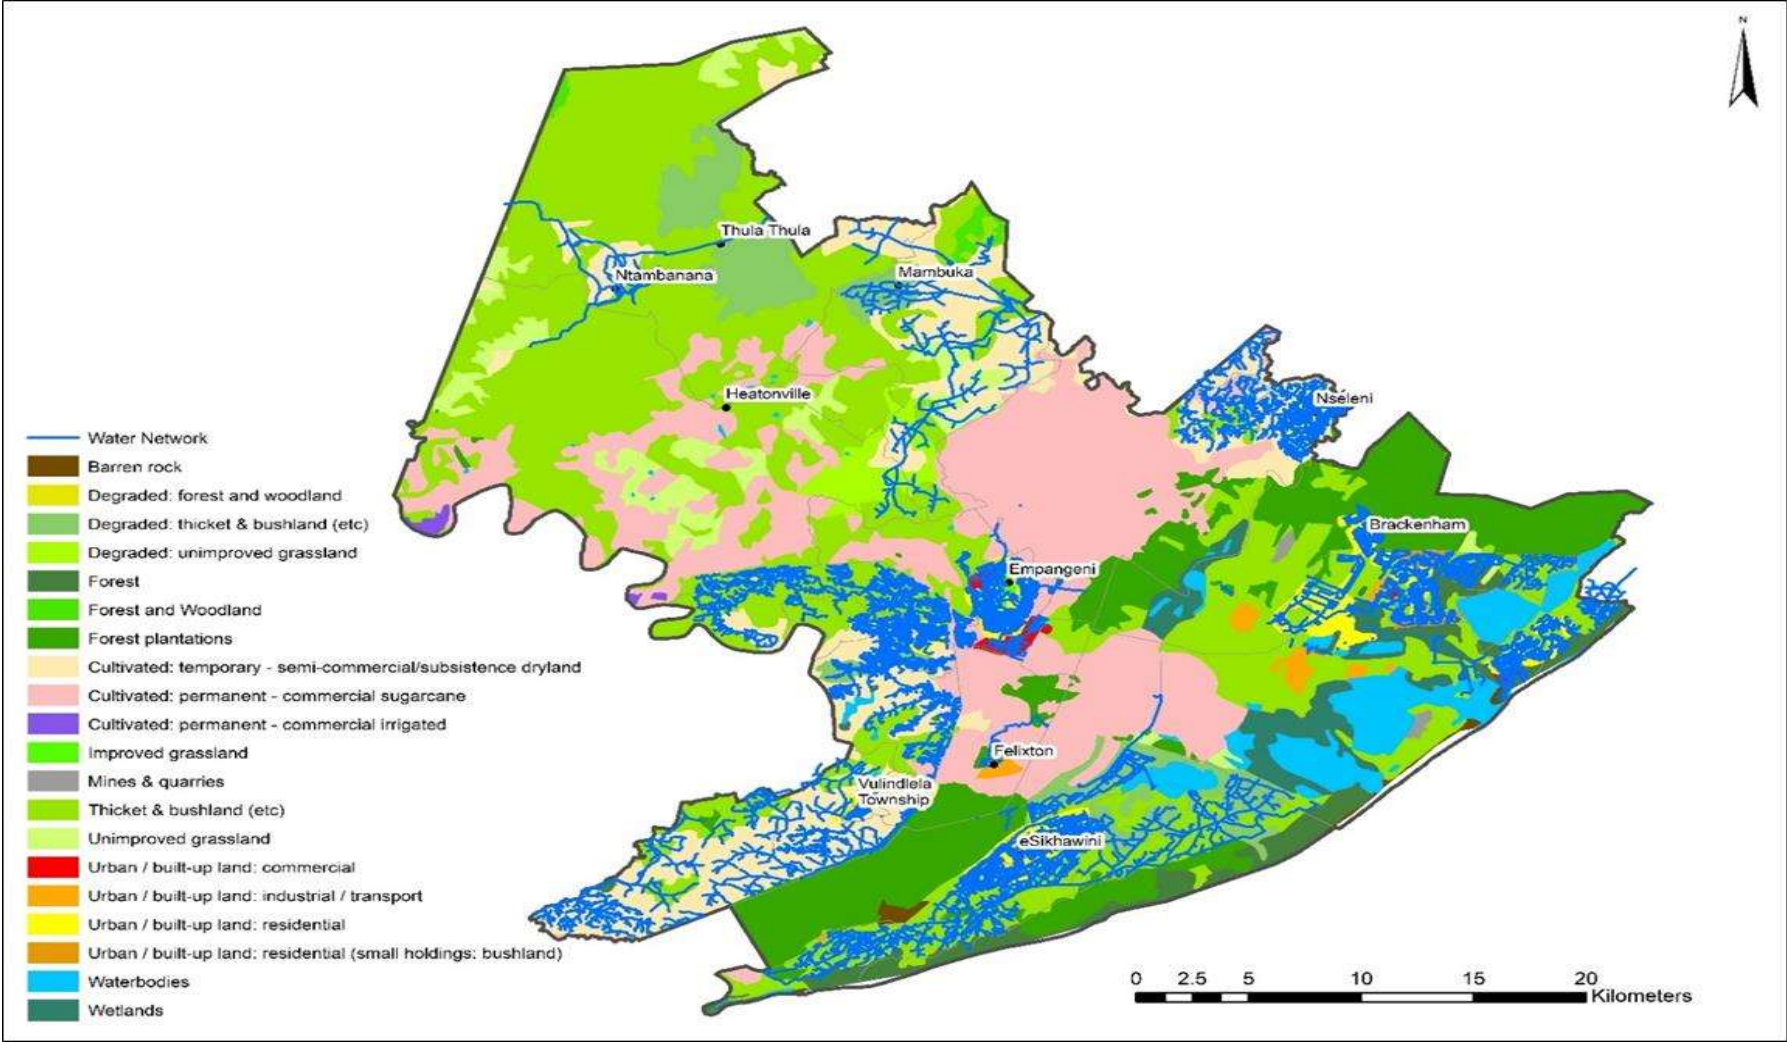 N
Thula Thula
Ntambanana
Mambuka
Heatonville
Nseleni
Brackenham
Empangeni
Felixton
Vulindlela
Township
eSikhawini
Water Network
Barren rock
Degraded: forest and woodland
Degraded: thicket & bushland (etc)
Degraded: unimproved grassland
Forest
Forest and Woodland
Forest plantations
Cultivated: temporary - semi-commercial/subsistence dryland
Cultivated: permanent - commercial sugarcane
Cultivated: permanent - commercial irrigated
Improved grassland
Mines & quarries
Thicket & bushland (etc)
Unimproved grassland
Urban / built-up land: commercial
Urban / built-up land: industrial / transport
Urban / built-up land: residential
Urban / built-up land: residential (small holdings: bushland)
Waterbodies
Wetlands
0 2.5 5 10 15 20
Kilometers